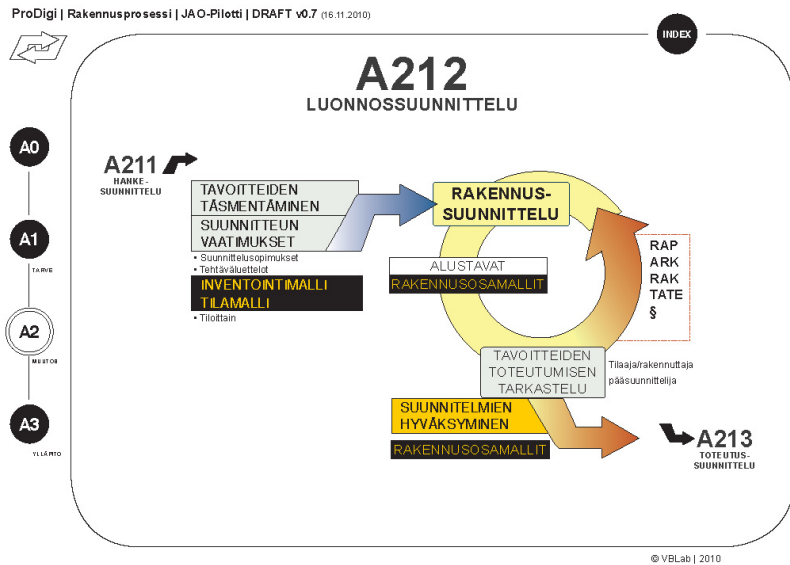 ProDigi | Rakennusprosessi | JAO-Pilotti | DRAFT v0.7 (16.11.2010)
INDEX
A212
LUONNOSSUUNNITTELU
A0
A1
TARVE
A2
MUUTOS
A3
YLLÄPITO
A211
HANKE-
SUUNNITTELU
TAVOITTEIDEN
TÄSMENTÄMINEN
SUUNNITTEUN
VAATIMUKSET
▪ Suunnittelusopimukset
▪ Tehtäväluettelot
INVENTOINTIMALLI
TILAMALLI
▪ Tiloittain
RAKENNUS-
SUUNNITTELU
ALUSTAVAT
RAKENNUSOSAMALLIT
RAP
ARK
RAK
TATE
§
TAVOITTEIDEN
TOTEUTUMISEN
TARKASTELU
Tilaaja/rakennuttaja
pääsuunnittelija
SUUNNITELMIEN
HYVÄKSYMINEN
RAKENNUSOSAMALLIT
A213
TOTEUTUS-
SUUNNITTELU
© VBLab | 2010